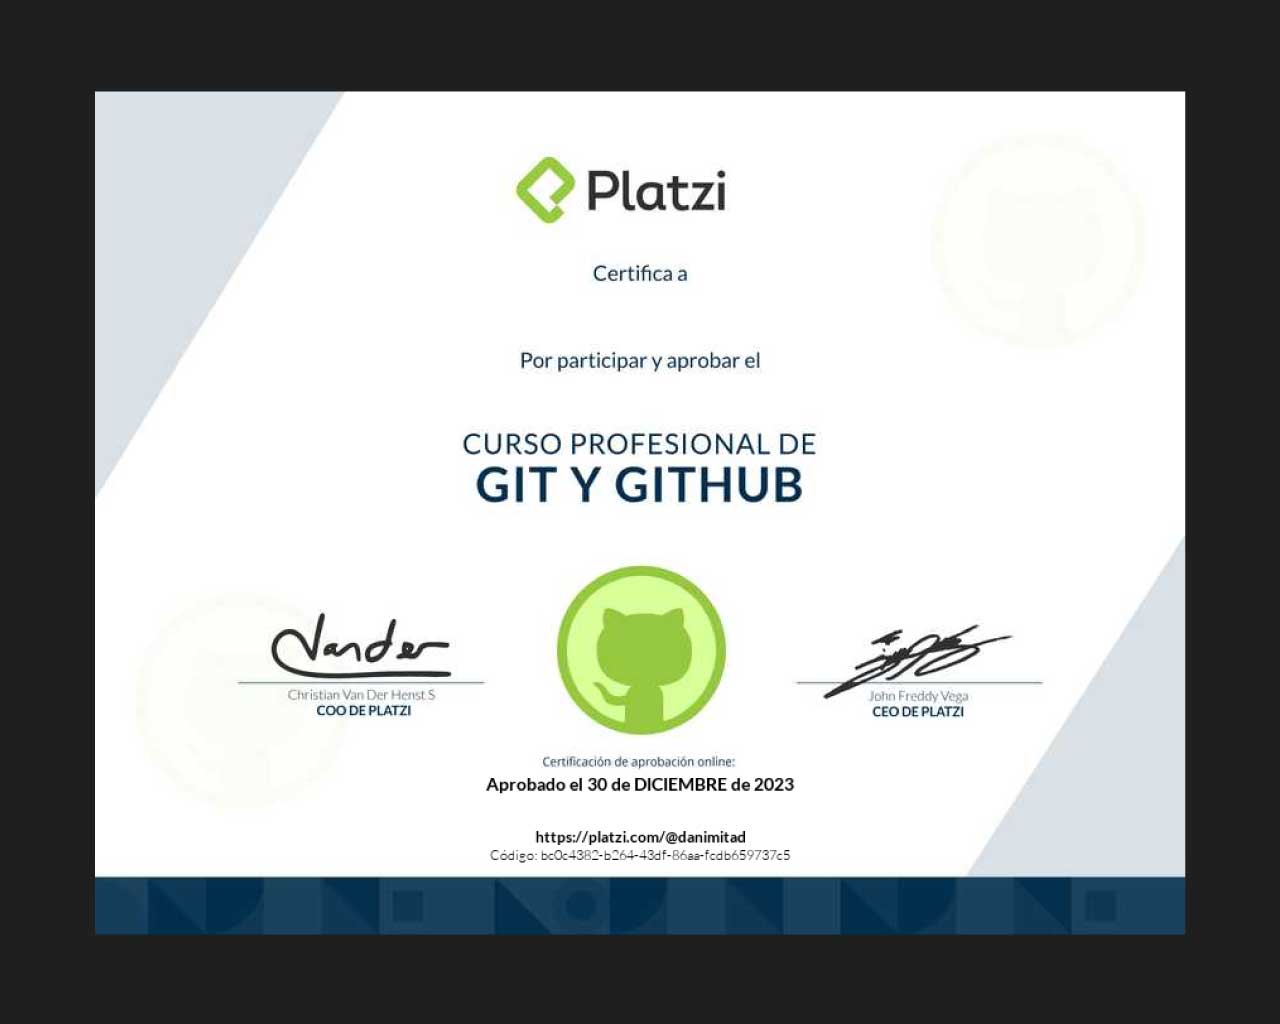 Platzi
Certifica a
Por participar y aprobar el
CURSO PROFESIONAL DE
GIT Y GITHUB
Vander
Christian Van Der Henst S
COO DE PLATZI
John Freddy Vega
CEO DE PLATZI
Certificación de aprobación online:
Aprobado el 30 de DICIEMBRE de 2023
https://platzi.com/@danimitad
Código: bc0c4382-b264-43df-86aa-fcdb659737c5